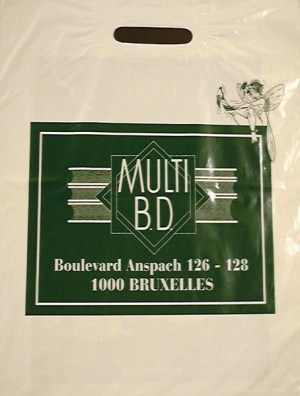 MULTI
B.D.
Boulevard Anspach 126 - 128
1000 BRUXELLES